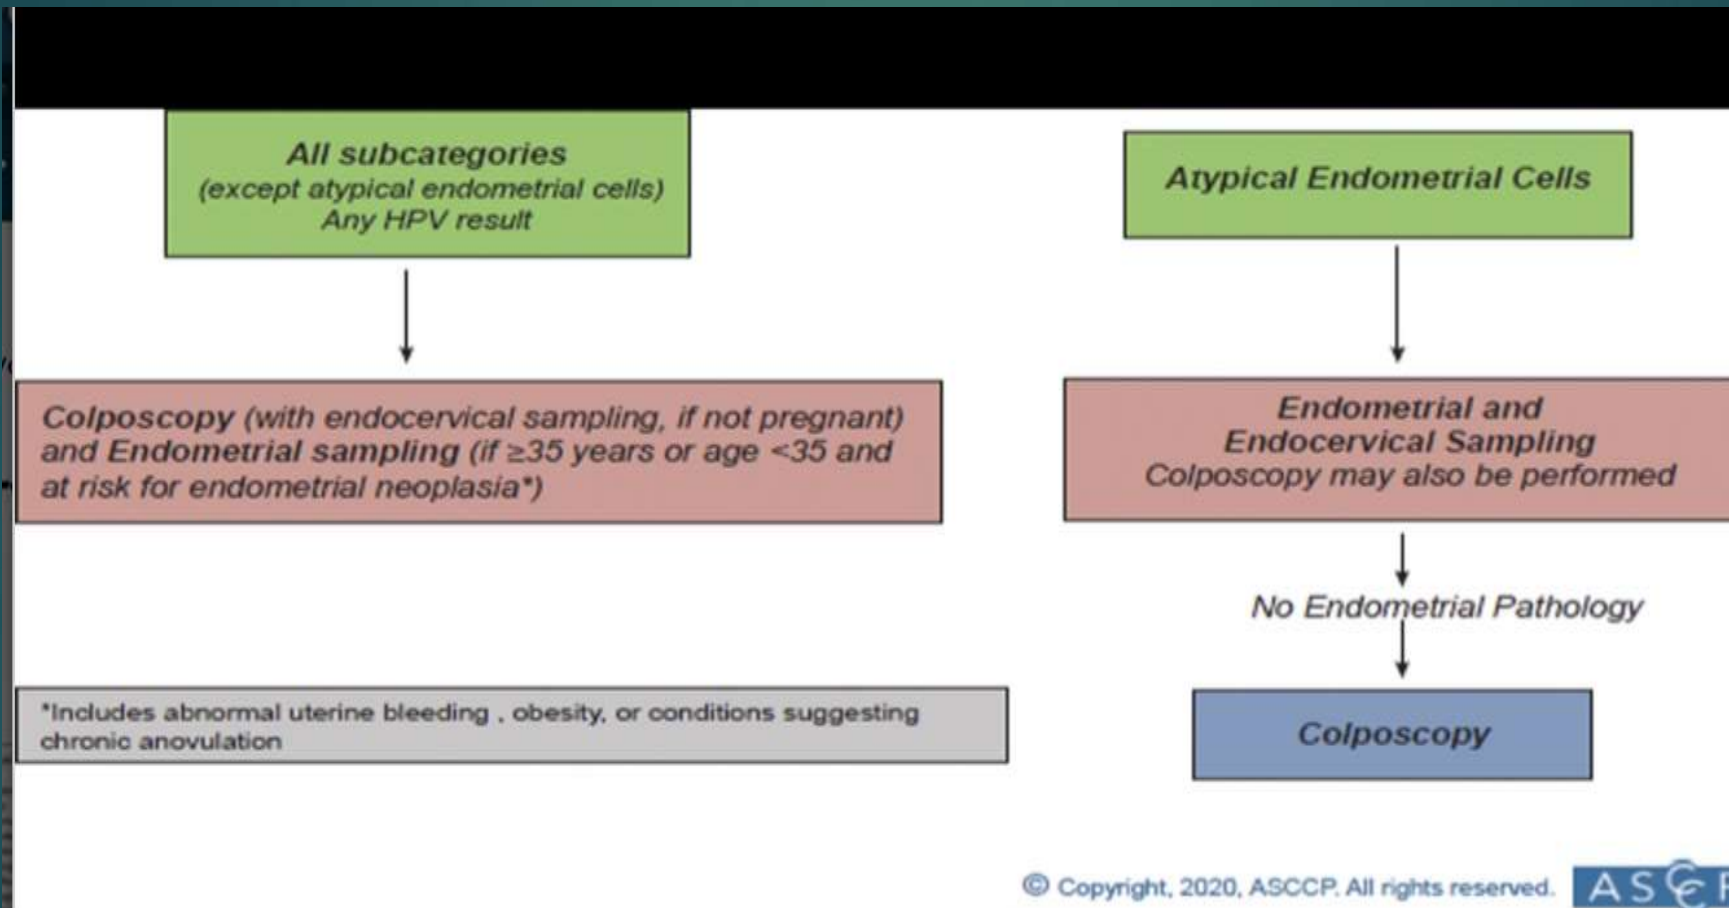 All subcategories
(except atypical endometrial cells)
Any HPV result
Atypical Endometrial Cells
Colposcopy (with endocervical sampling, if not pregnant)
and Endometrial sampling (if ≥35 years or age <35 and
at risk for endometrial neoplasia*)
Endometrial and
Endocervical Sampling
Colposcopy may also be performed
No Endometrial Pathology
*Includes abnormal uterine bleeding , obesity, or conditions suggesting
chronic anovulation
Colposcopy
© Copyright, 2020, ASCCP. All rights reserved.
ASCCP